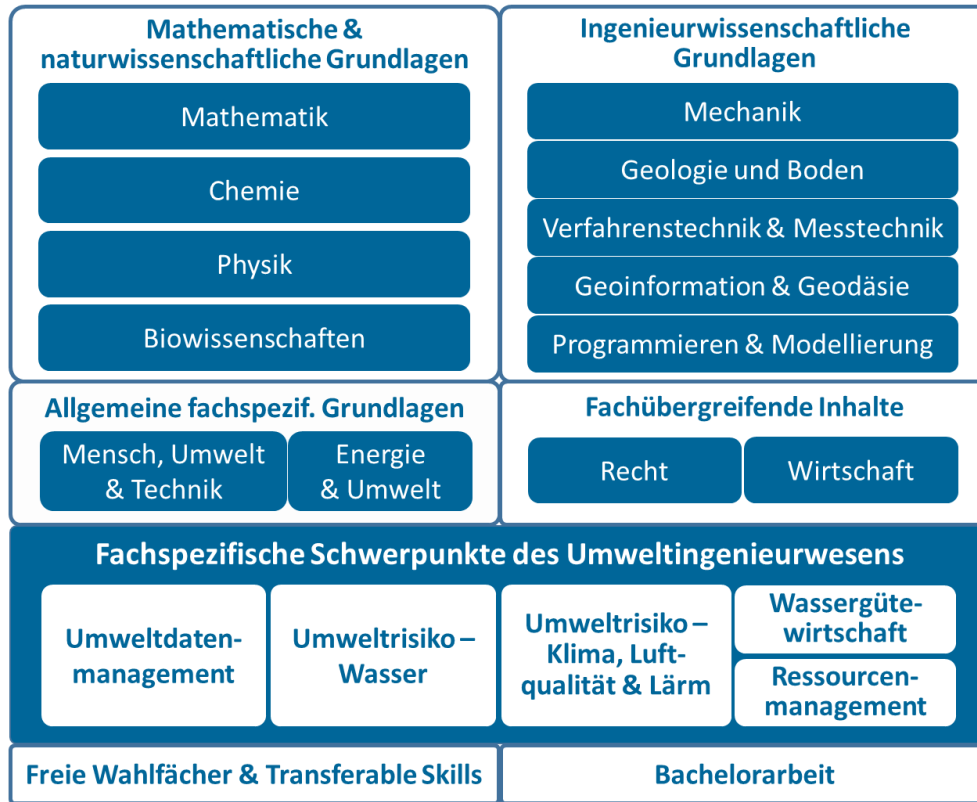 Mathematische &
naturwissenschaftliche Grundlagen
Mathematik
Chemie
Physik
Biowissenschaften
Ingenieurwissenschaftliche
Grundlagen
Mechanik
Geologie und Boden
Verfahrenstechnik & Messtechnik
Geoinformation & Geodäsie
Programmieren & Modellierung
Allgemeine fachspezif. Grundlagen
Mensch, Umwelt
& Technik
Energie
& Umwelt
Fachübergreifende Inhalte
Recht
Wirtschaft
Fachspezifische Schwerpunkte des Umweltingenieurwesens
Umweltdaten-
management
Umweltrisiko –
Wasser
Umweltrisiko –
Klima, Luft-
qualität & Lärm
Wassergüte-
wirtschaft
Ressourcen-
management
Freie Wahlfächer & Transferable Skills
Bachelorarbeit